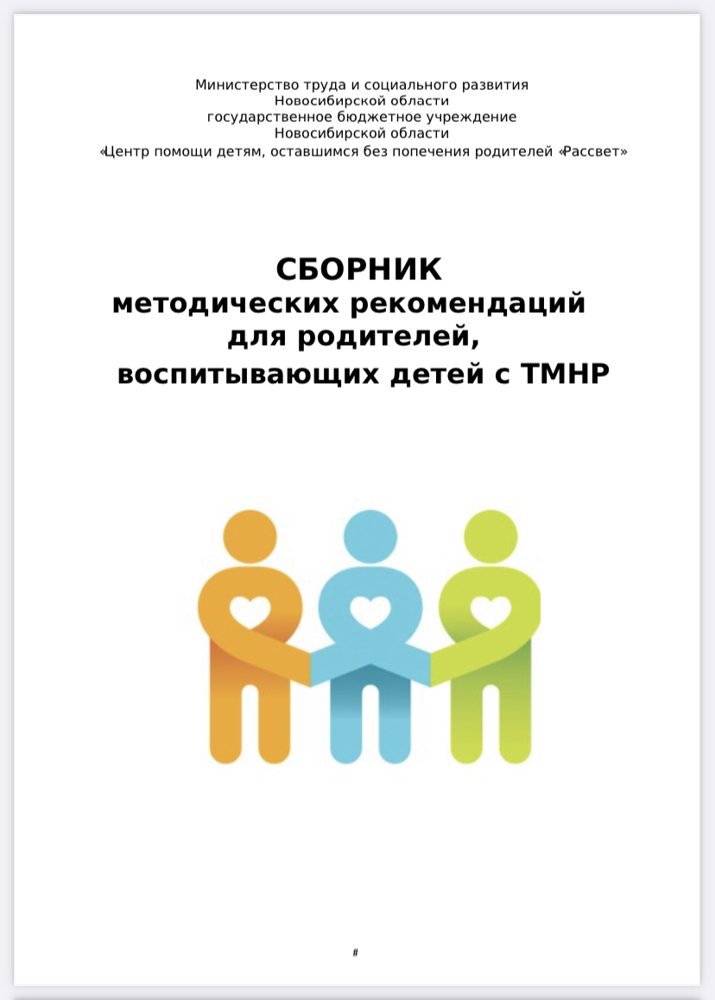 Министерство труда и социального развития
Новосибирской области
государственное бюджетное учреждение
Новосибирской области
«Центр помощи детям, оставшимся без попечения родителей «Рассвет»
СБОРНИК
методических рекомендаций
для родителей,
воспитывающих детей с ТМНР
#